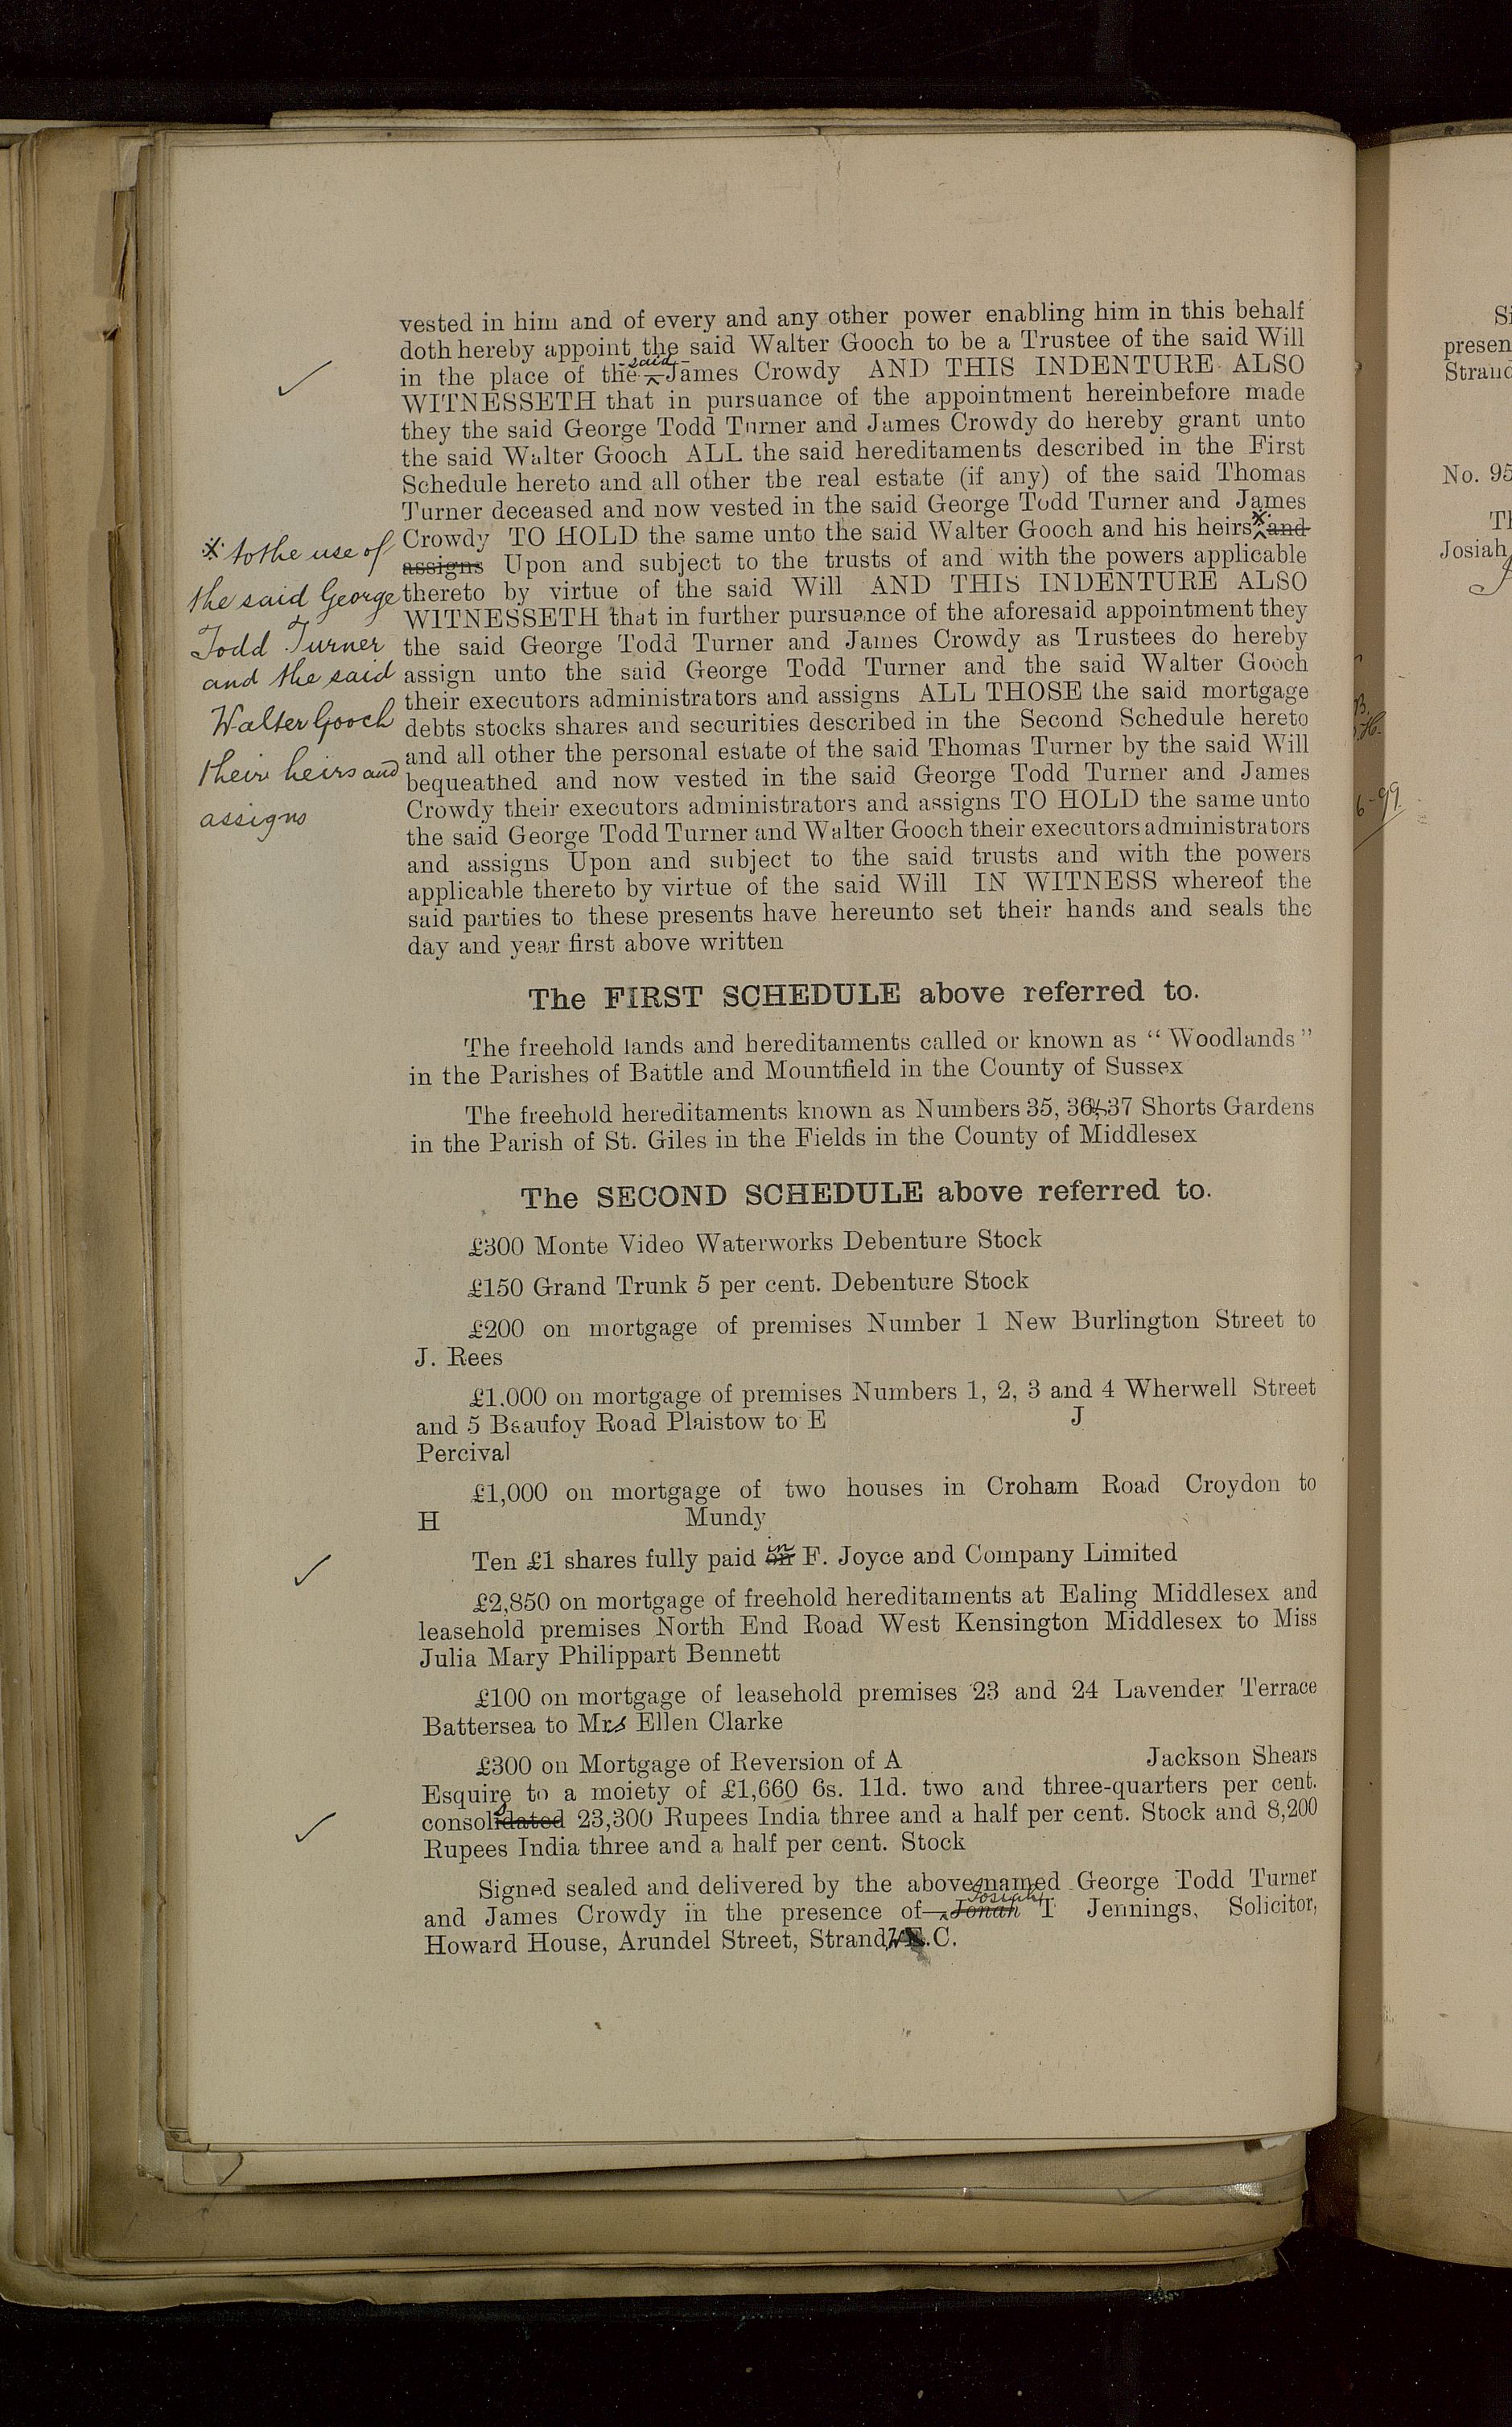 vested in him and of every and any other power enabling him in this behalf
doth hereby appoint the said Walter Gooch to be a Trustee of the said Will
in the place of the said James Crowdy AND THIS INDENTURE ALSO
WITNESSETH that in pursuance of the appointment hereinbefore made
they the said George Todd Turner and James Crowdy do hereby grant unto
the said Walter Gooch ALL the said hereditaments described in the First
Schedule hereto and all other the real estate (if any) of the said Thomas
Turner deceased and now vested in the said George Todd Turner and James
Crowdy TO HOLD the same unto the said Walter Gooch and his heirs * and
assigns Upon and subject to the trusts of and with the powers applicable
thereto by virtue of the said Will AND THIS INDENTURE ALSO
WITNESSETH that in further pursuance of the aforesaid appointment they
the said George Todd Turner and James Crowdy as Trustees do hereby
assign unto the said George Todd Turner and the said Walter Gooch
their executors administrators and assigns ALL THOSE the said mortgage
debts stocks shares and securities described in the Second Schedule hereto
and all other the personal estate of the said Thomas Turner by the said Will
bequeathed and now vested in the said George Todd Turner and James
Crowdy their executors administrators and assigns TO HOLD the same unto
the said George Todd Turner and Walter Gooch their executors administrators
and assigns Upon and subject to the said trusts and with the powers
applicable thereto by virtue of the said Will IN WITNESS whereof the
said parties to these presents have hereunto set their hands and seals the
day and year first above written
* to the use of
the said George
Todd Turner
and the said
Walter Gooch
their heirs and
assigns
The FIRST SCHEDULE above referred to.
The freehold lands and hereditaments called or known as "Woodlands"
in the Parishes of Battle and Mountfield in the County of Sussex
The freehold hereditaments known as Numbers 35, 36 & 37 Shorts Gardens
in the Parish of St. Giles in the Fields in the County of Middlesex
The SECOND SCHEDULE above referred to.
£300 Monte Video Waterworks Debenture Stock
£150 Grand Trunk 5 per cent. Debenture Stock
£200 on mortgage of premises Number 1 New Burlington Street to
J. Rees
£1.000 on mortgage of premises Numbers 1, 2, 3 and 4 Wherwell Street
and 5 Beaufoy Road Plaistow to E J
Percival
£1,000 on mortgage of two houses in Croham Road Croydon to
H Mundy
Ten £1 shares fully paid on in F. Joyce and Company Limited
£2,850 on mortgage of freehold hereditaments at Ealing Middlesex and
leasehold premises North End Road West Kensington Middlesex to Miss
Julia Mary Philippart Bennett
£100 on mortgage of leasehold premises 23 and 24 Lavender Terrace
Battersea to Mrs Ellen Clarke
£300 on Mortgage of Reversion of A Jackson Shears
Esquire to a moiety of £1,660 6s. 11d. two and three-quarters per cent.
consolidated 23,300 Rupees India three and a half per cent. Stock and 8,200
Rupees India three and a half per cent. Stock
Signed sealed and delivered by the above named George Todd Turner
and James Crowdy in the presence of Jonah Josiah T Jennings, Solicitor,
Howard House, Arundel Street, Strand, W.C.
presen
Strand
No. 95
Th
Josiah
6-99